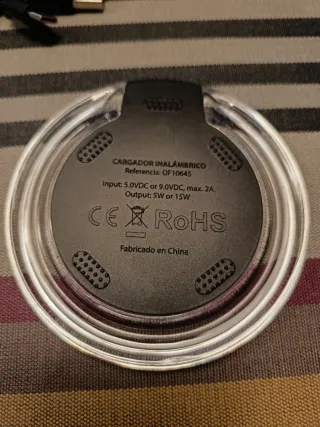 CARGADOR INALÁMBRICO
Referencia: OF10645
Input: 5.0VDC or 9.0VDC, max. 2A.
Output: 5W or 15W
CE RoHS
Fabricado en China